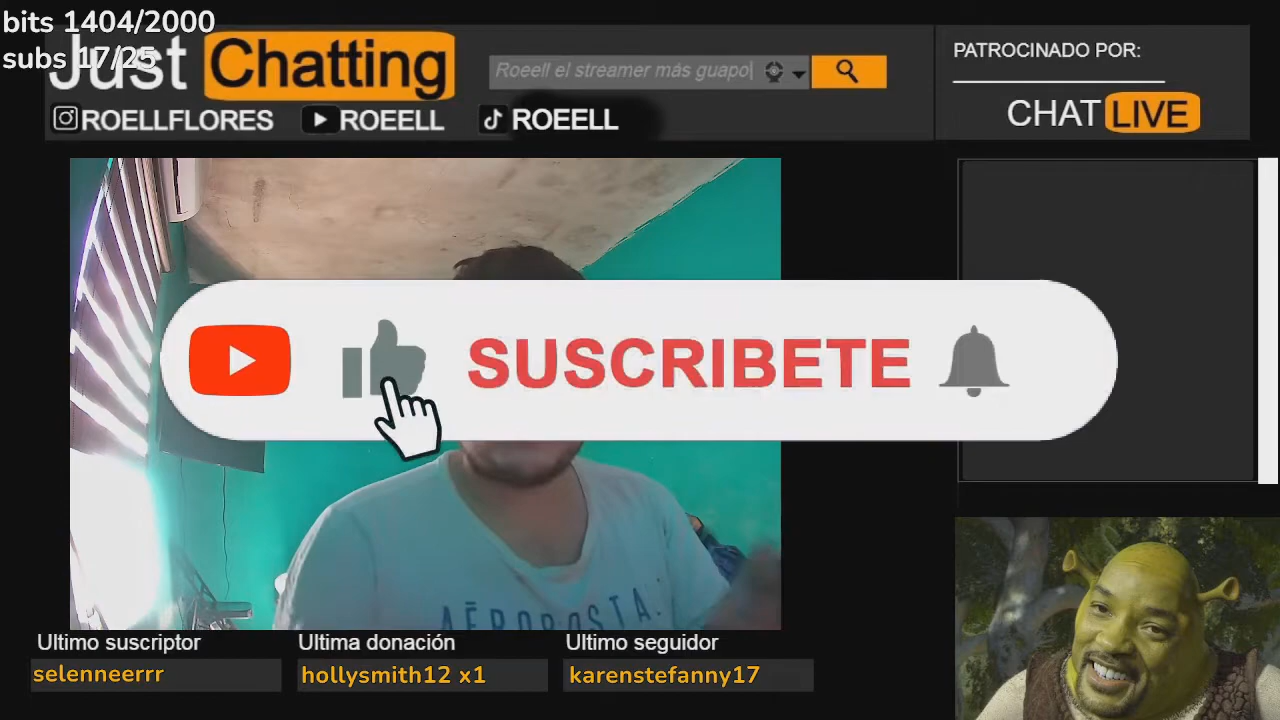 bits 1404/2000
subs 17/25
Just Chatting
Roeell el streamer más guapo
ROELLFLORES
ROEELL
ROEELL
PATROCINADO POR:
CHAT LIVE
SUSCRIBETE
AĒROPOSTA.
Ultimo suscriptor
selenneerrr
Ultima donación
hollysmith12 x1
Ultimo seguidor
karenstefanny17